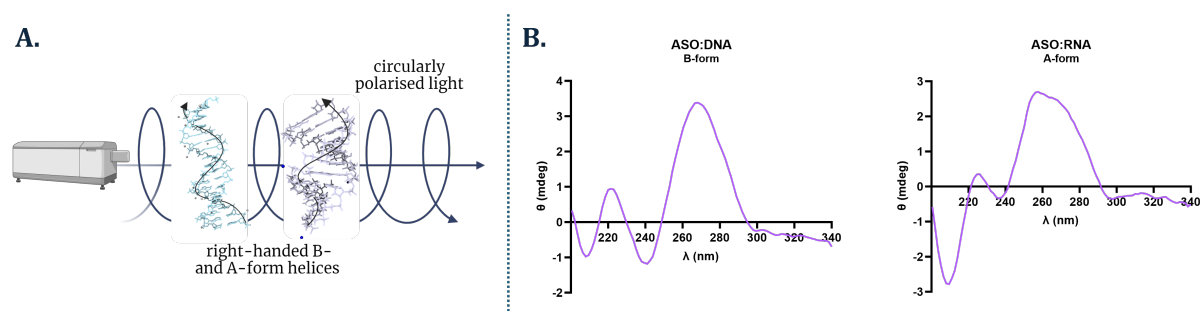 A.
circularly
polarised light
right-handed B-
and A-form helices
B.
ASO:DNA
B-form
4
3
2
1
0
-1
-2
θ (mdeg)
220 240 260 280 300 320 340
λ (nm)
ASO:RNA
A-form
3
2
1
0
-1
-2
-3
θ (mdeg)
220 240 260 280 300 320 340
λ (nm)